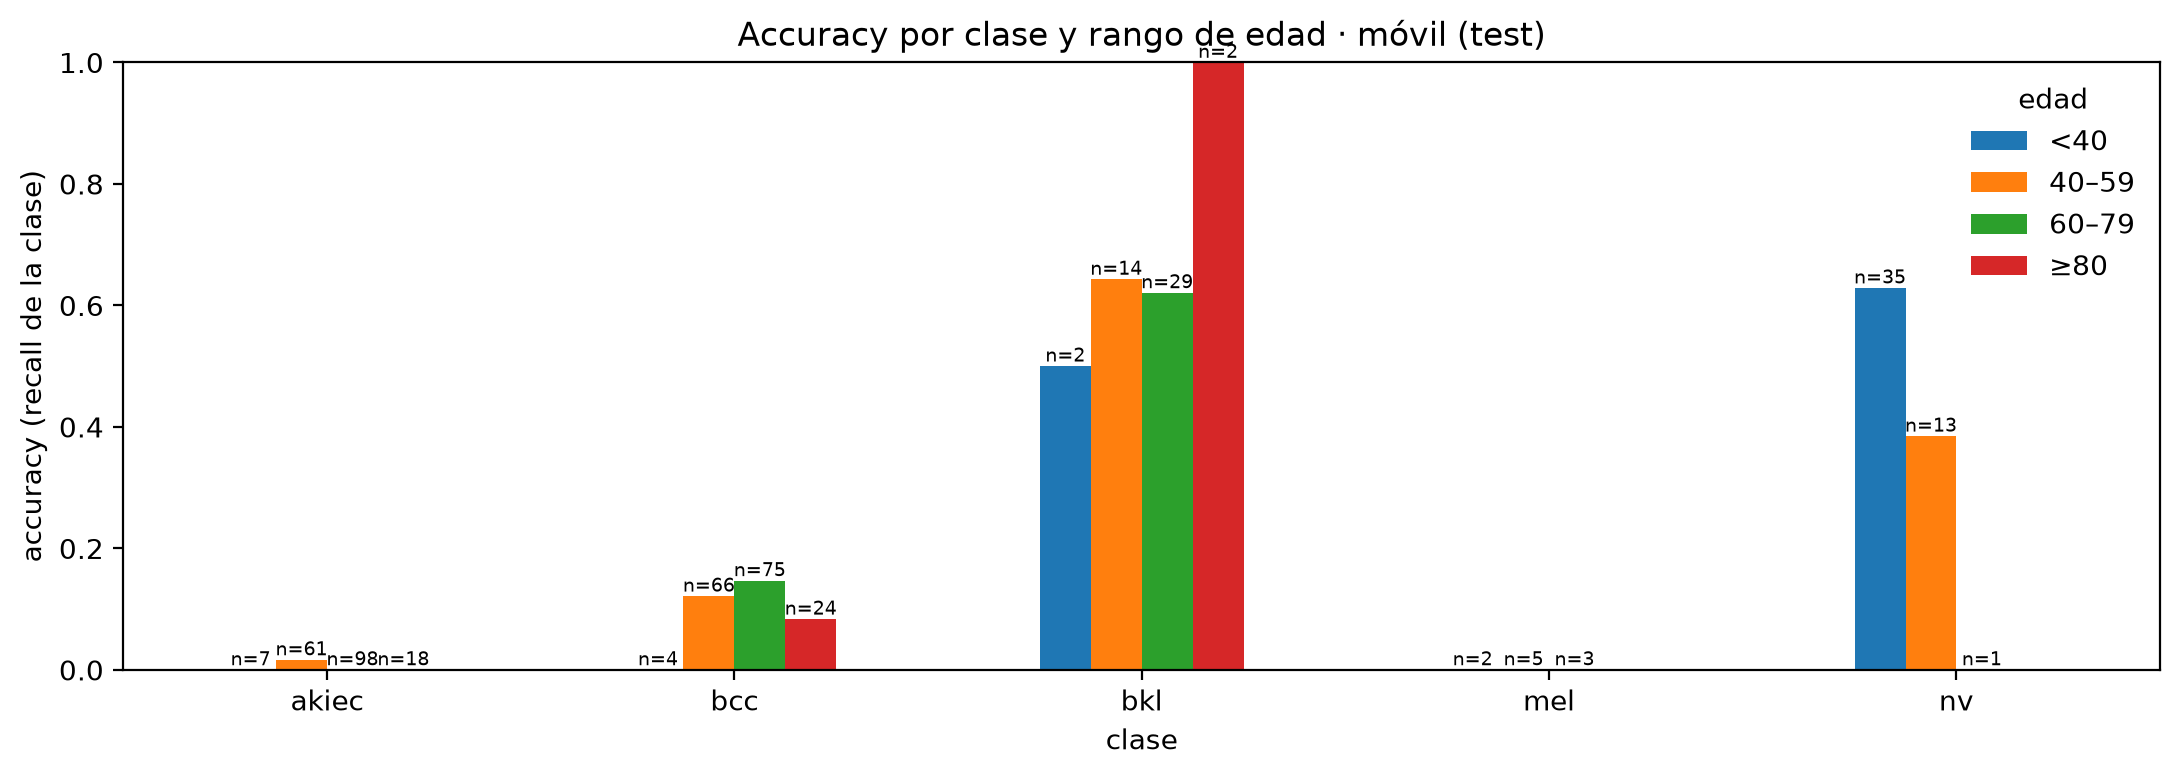 Accuracy por clase y rango de edad · móvil (test)
n=2
1.0
0.8
0.6
0.4
0.2
0.0
accuracy (recall de la clase)
edad
<40
40–59
60–79
≥80
n=7 n=61 n=98 n=18
n=4 n=66 n=75 n=24
n=2 n=14 n=29
n=2 n=5 n=3
n=35 n=13 n=1
akiec bcc bkl mel nv
clase